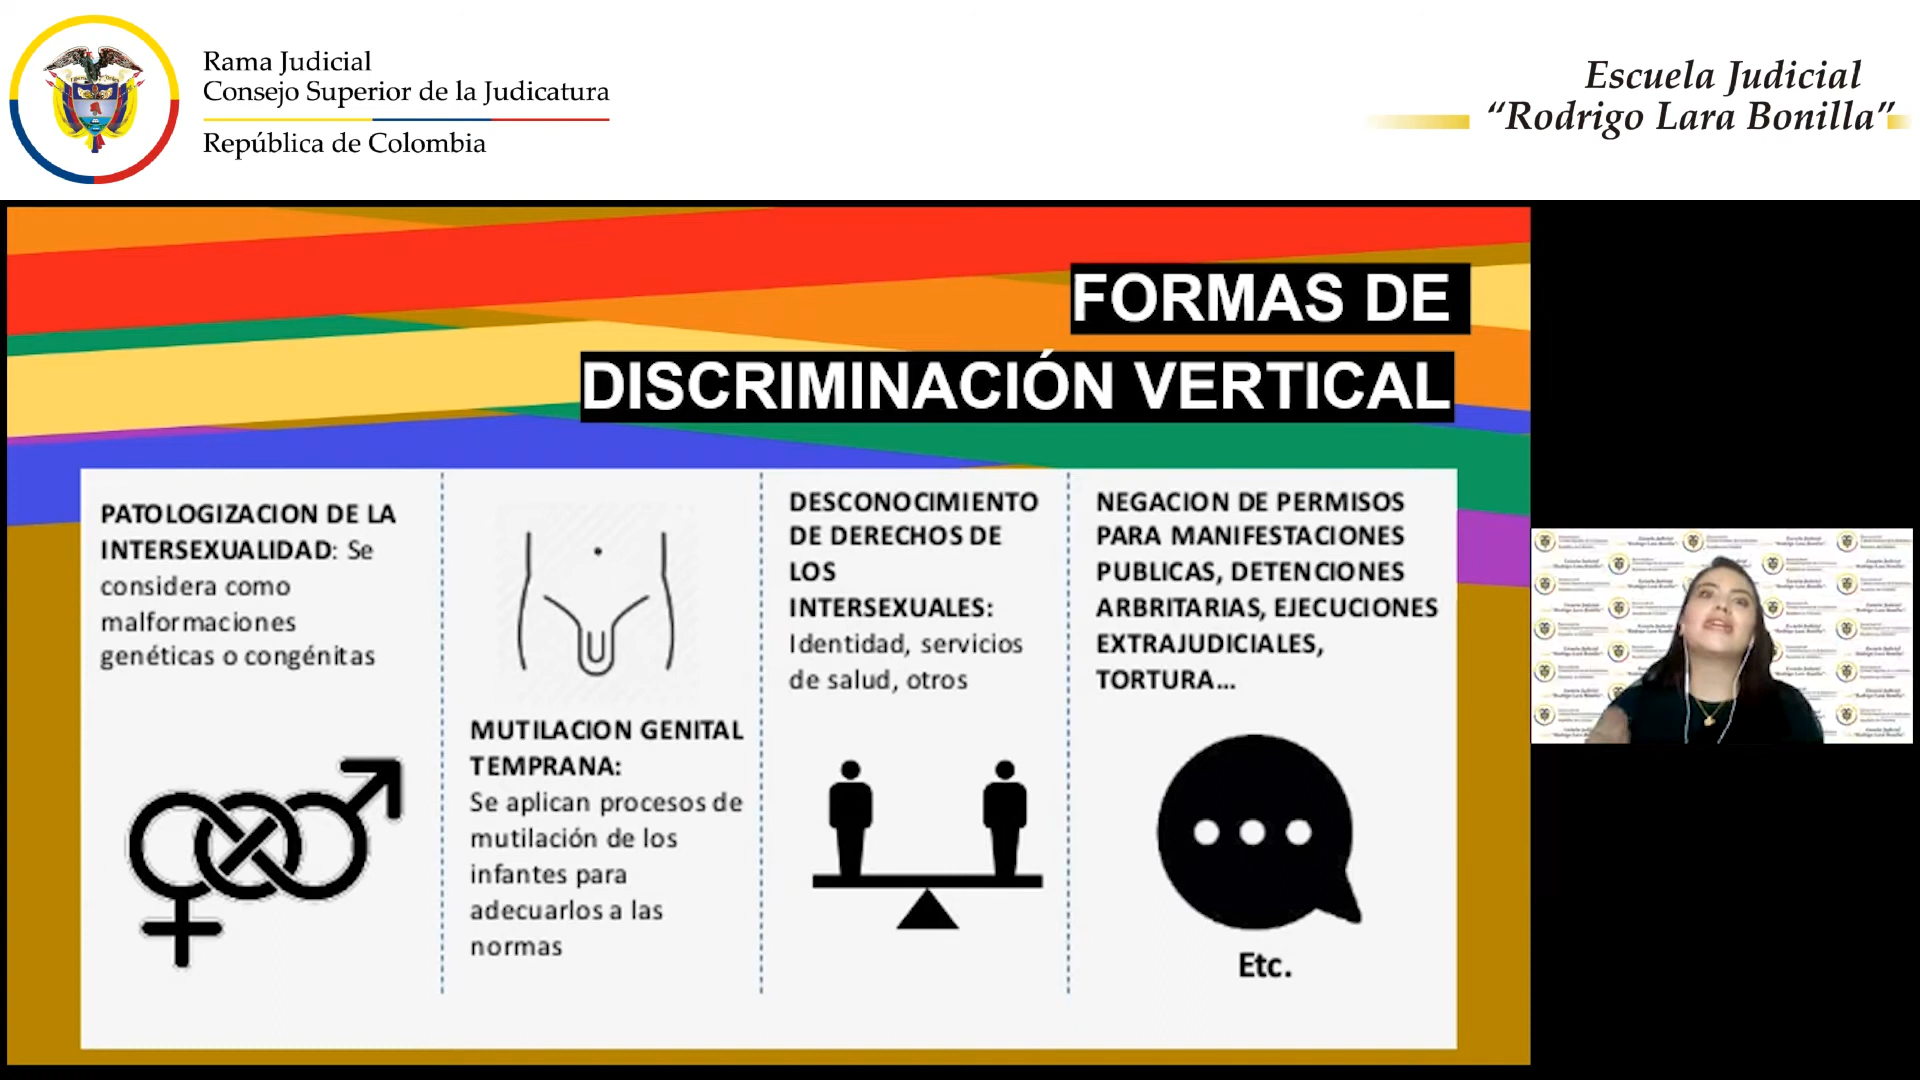 Rama Judicial
Consejo Superior de la Judicatura
República de Colombia
Escuela Judicial
“Rodrigo Lara Bonilla”
FORMAS DE
DISCRIMINACIÓN VERTICAL
PATOLOGIZACION DE LA
INTERSEXUALIDAD: Se
considera como
malformaciones
genéticas o congénitas
MUTILACION GENITAL
TEMPRANA:
Se aplican procesos de
mutilación de los
infantes para
adecuarlos a las
normas
DESCONOCIMIENTO
DE DERECHOS DE
LOS
INTERSEXUALES:
Identidad, servicios
de salud, otros
NEGACION DE PERMISOS
PARA MANIFESTACIONES
PUBLICAS, DETENCIONES
ARBRITARIAS, EJECUCIONES
EXTRAJUDICIALES,
TORTURA...
Etc.